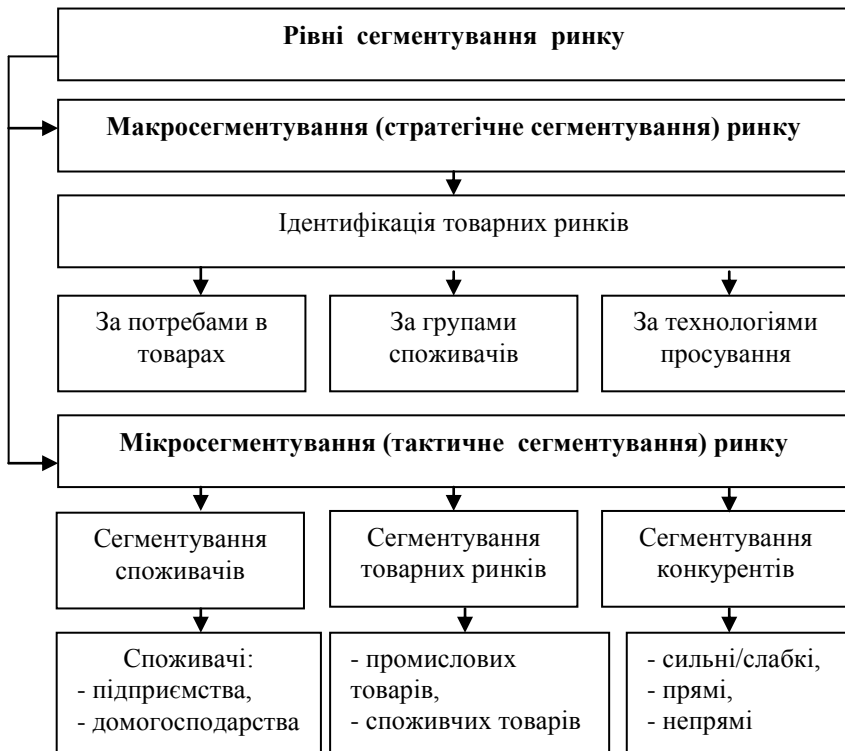 Рівні сегментування ринку
Макросегментування (стратегічне сегментування) ринку
Ідентифікація товарних ринків
За потребами в
товарах
За групами
споживачів
За технологіями
просування
Мікросегментування (тактичне сегментування) ринку
Сегментування
споживачів
Сегментування
товарних ринків
Сегментування
конкурентів
Споживачі:
- підприємства,
- домогосподарства
- промислових
товарів,
- споживчих товарів
- сильні/слабкі,
- прямі,
- непрямі